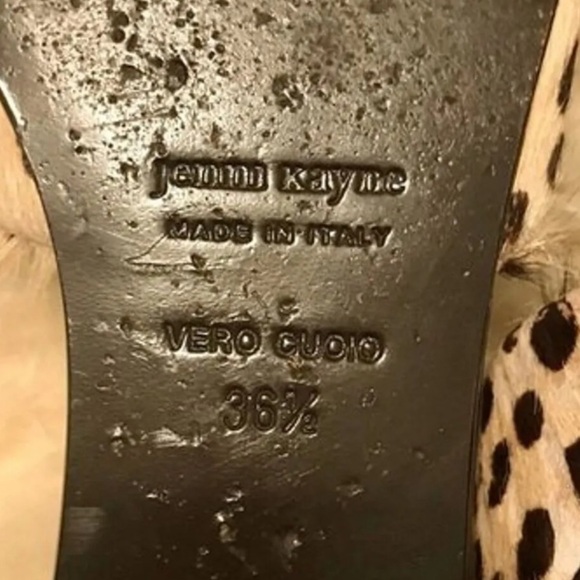 jenni kayne
MADE IN ITALY
VERO CUOIO
36½